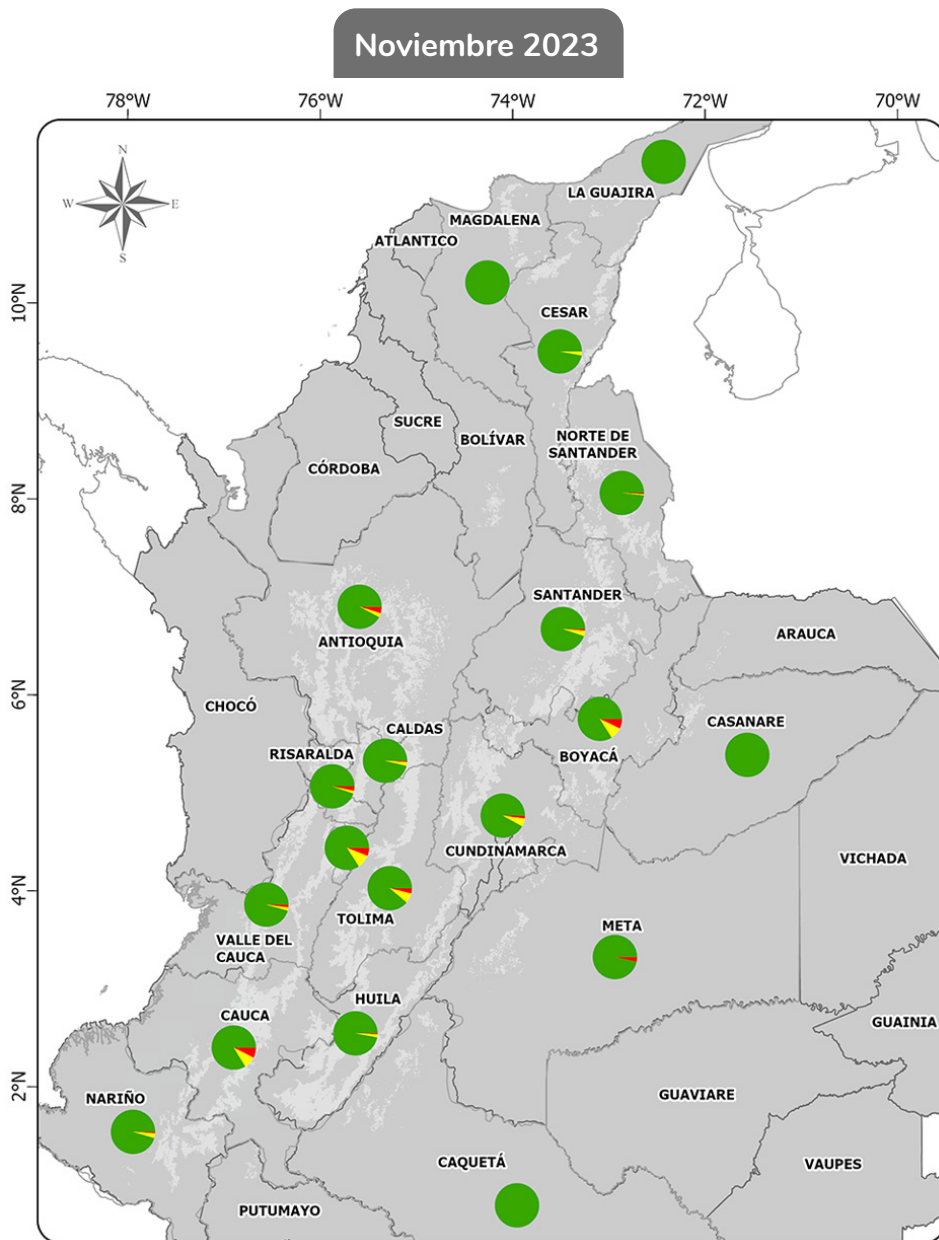 Noviembre 2023
78°W
76°W
74°W
72°W
70°W
N
W
E
S
LA GUAJIRA
MAGDALENA
ATLANTICO
10°N
CESAR
SUCRE
BOLÍVAR
NORTE DE
SANTANDER
CÓRDOBA
8°N
SANTANDER
ANTIOQUIA
ARAUCA
6°N
CHOCÓ
CALDAS
CASANARE
RISARALDA
BOYACÁ
CUNDINAMARCA
VICHADA
4°N
TOLIMA
META
VALLE DEL
CAUCA
HUILA
CAUCA
GUAINIA
2°N
NARIÑO
GUAVIARE
CAQUETÁ
VAUPES
PUTUMAYO